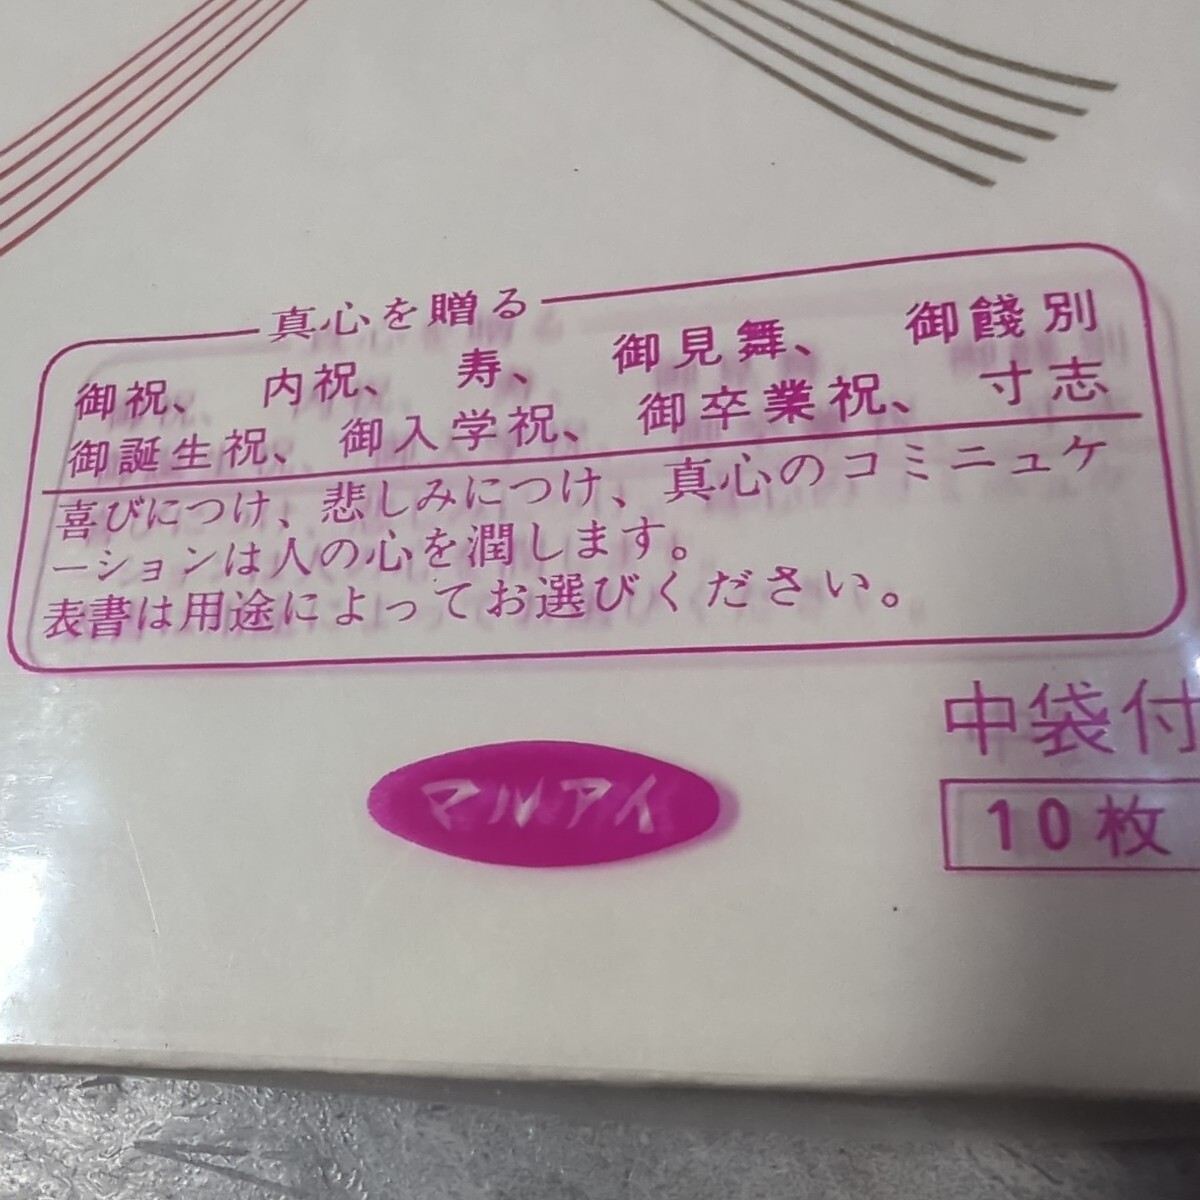 真心を贈る
御祝、 内祝、 寿、 御見舞、 御餞別
御誕生祝、 御入学祝、 御卒業祝、 寸志
喜びにつけ、悲しみにつけ、真心のコミニュケ
ーションは人の心を潤します。
表書は用途によってお選びください。
中袋付
10枚
マルアイ